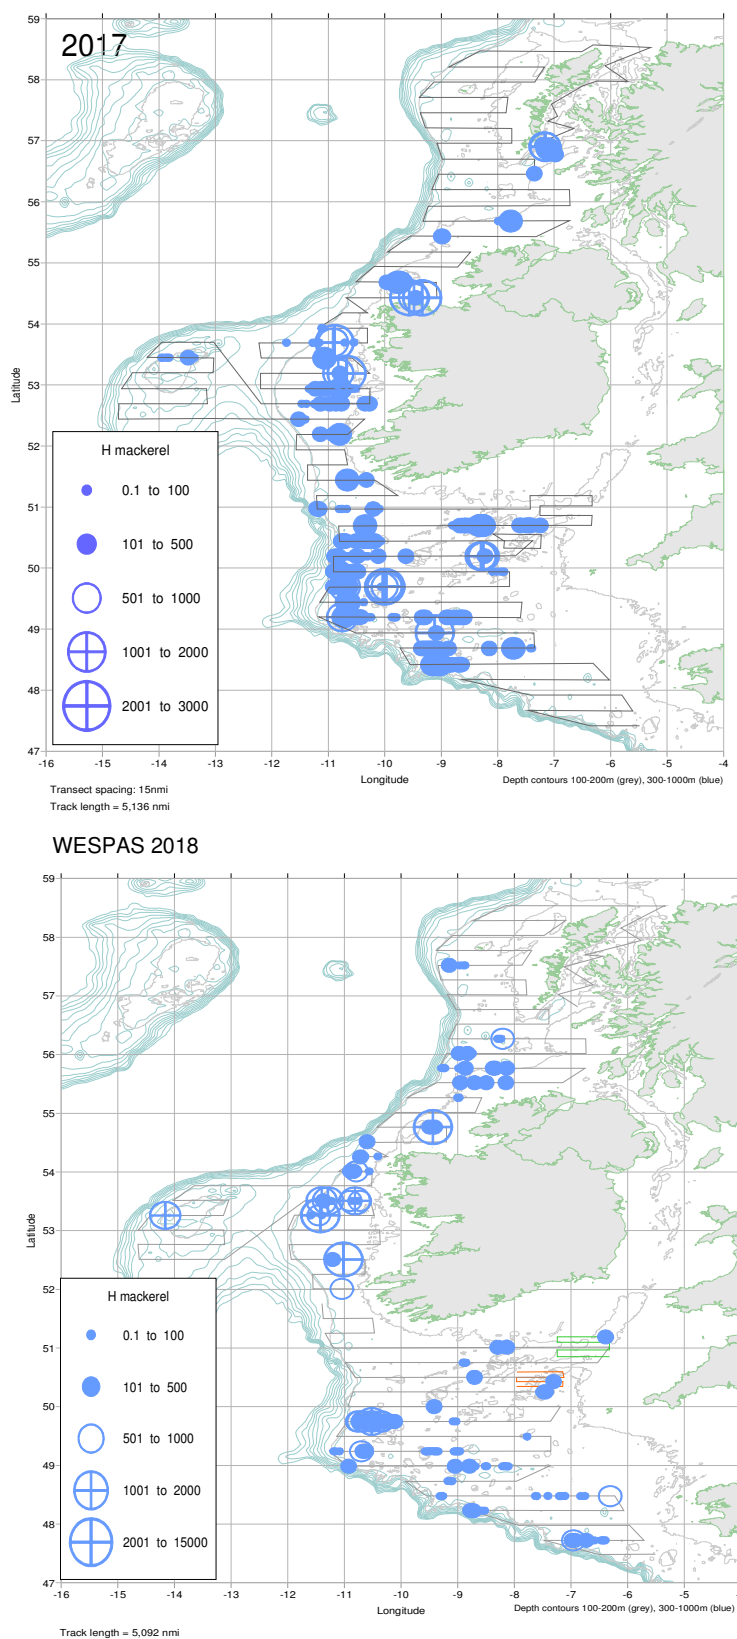 2017
59
58
57
56
55
54
53
52
51
50
49
48
47
Latitude
H mackerel
0.1 to 100
101 to 500
501 to 1000
1001 to 2000
2001 to 3000
-16 -15 -14 -13 -12 -11 -10 -9 -8 -7 -6 -5 -4
Longitude
Depth contours 100-200m (grey), 300-1000m (blue)
Transect spacing: 15nmi
Track length = 5,136 nmi
WESPAS 2018
59
58
57
56
55
54
53
52
51
50
49
48
47
Latitude
H mackerel
0.1 to 100
101 to 500
501 to 1000
1001 to 2000
2001 to 15000
-16 -15 -14 -13 -12 -11 -10 -9 -8 -7 -6 -5
Longitude
Depth contours 100-200m (grey), 300-1000m (blue)
Track length = 5,092 nmi